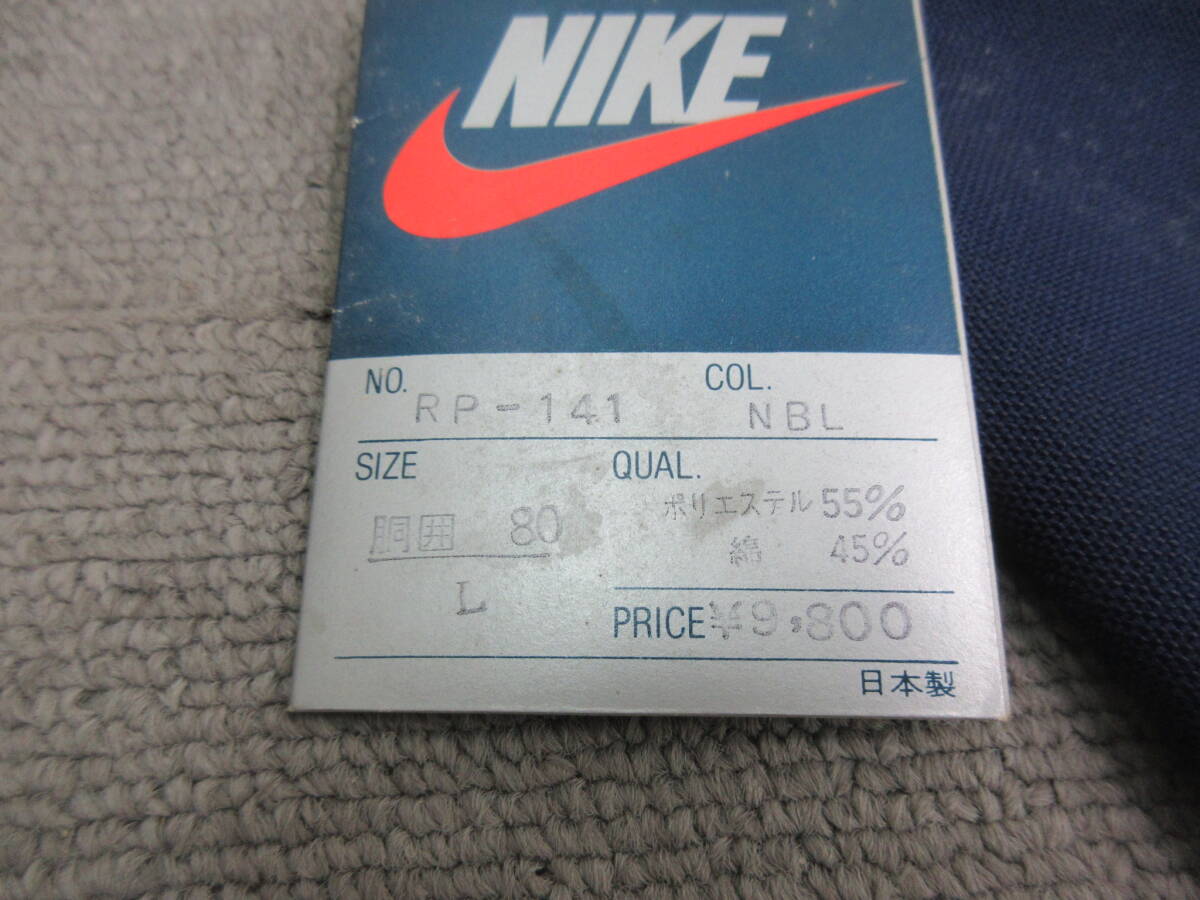 NIKE
NO. RP-141 COL. NBL
SIZE QUAL.
胴囲 80 ポリエステル 55%
綿 45%
L
PRICE ¥9,800
日本製